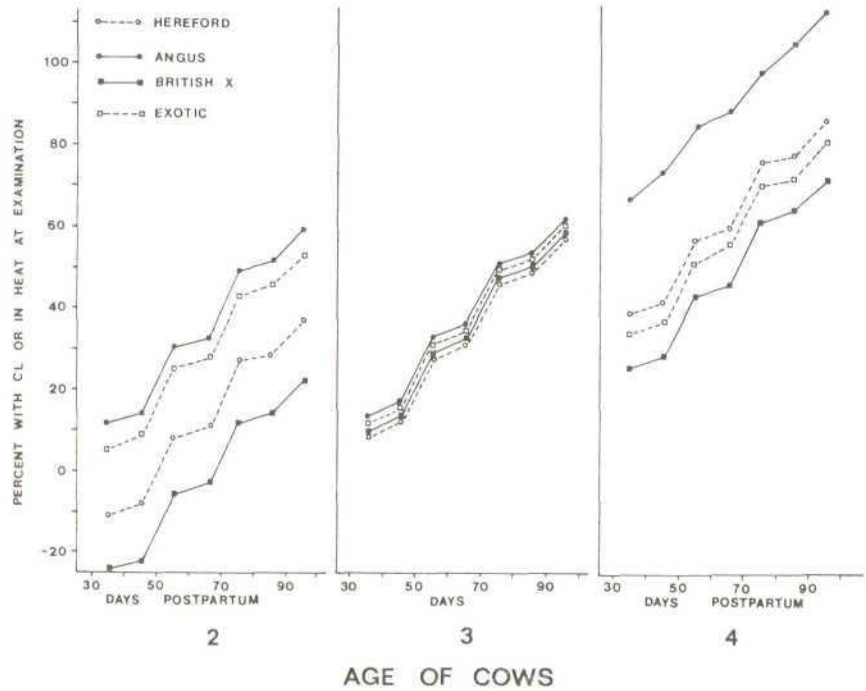 HEREFORD
ANGUS
BRITISH X
EXOTIC
PERCENT WITH CL OR IN HEAT AT EXAMINATION
100
80
60
40
20
0
-20
30 50 70 90
DAYS POSTPARTUM
2
30 50 70 90
DAYS
3
30 50 70 90
DAYS POSTPARTUM
4
AGE OF COWS